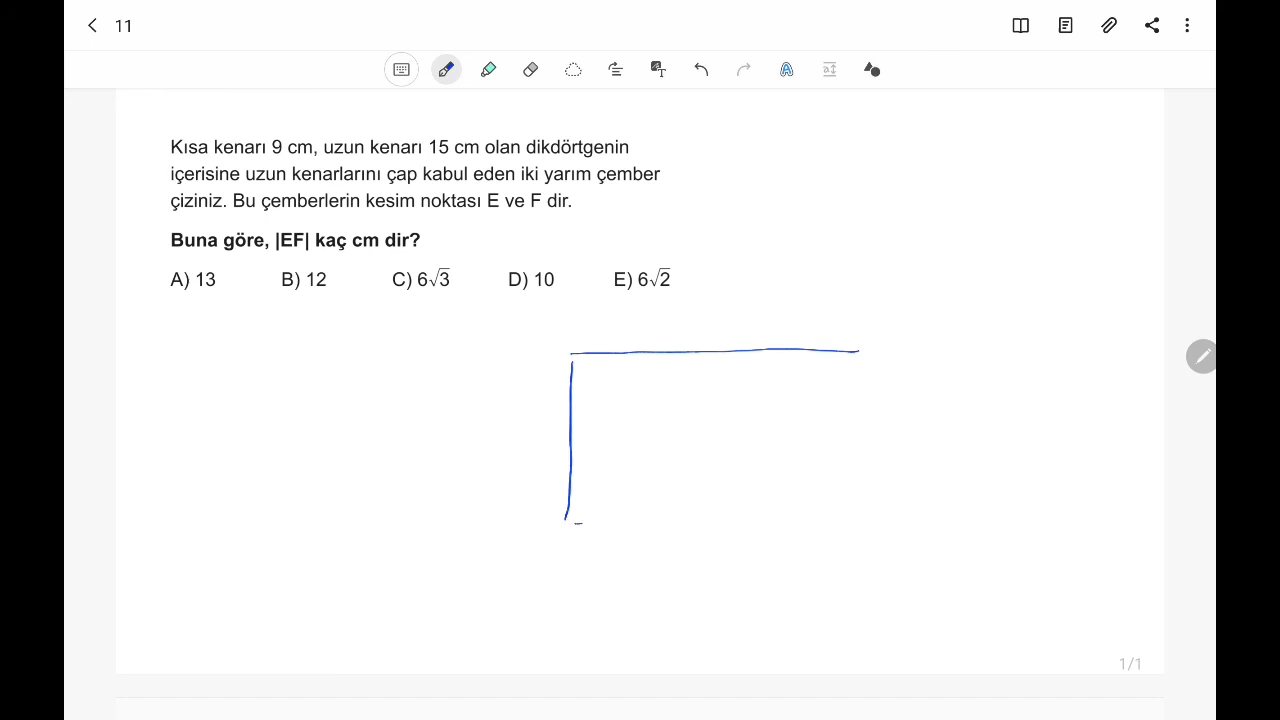 11
Kısa kenarı 9 cm, uzun kenarı 15 cm olan dikdörtgenin
içerisine uzun kenarlarını çap kabul eden iki yarım çember
çiziniz. Bu çemberlerin kesim noktası E ve F dir.
Buna göre, |EF| kaç cm dir?
A) 13 B) 12 C) 6√3 D) 10 E) 6√2
1/1